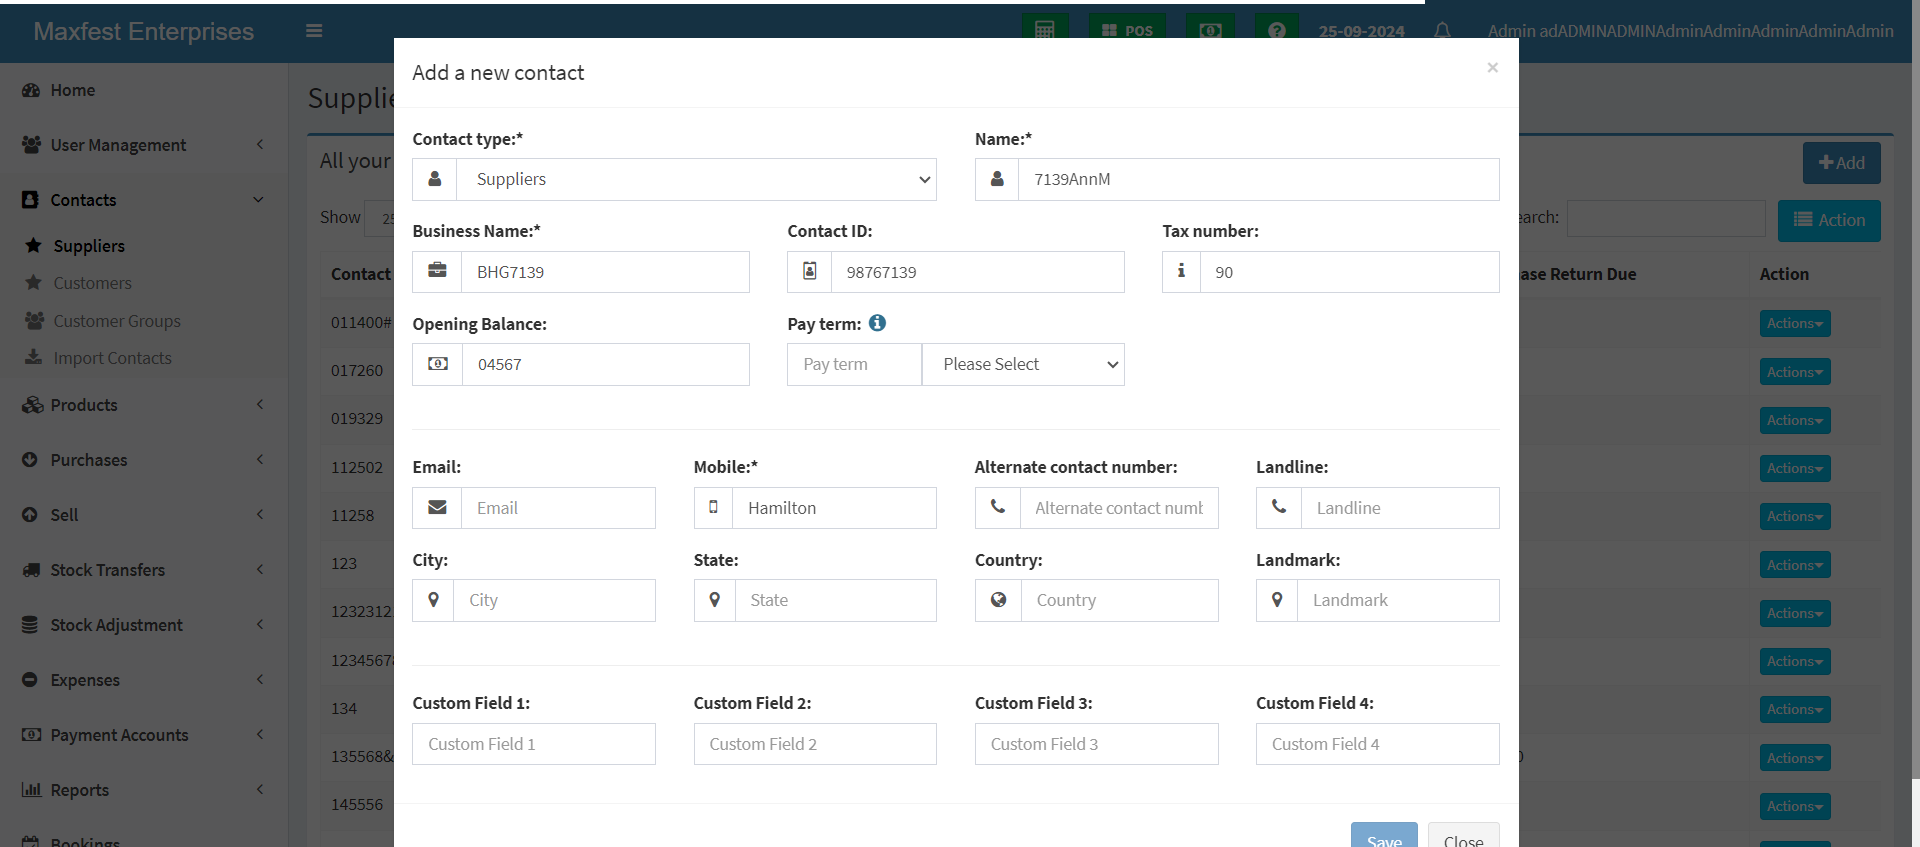 Maxfest Enterprises
POS
25-09-2024
Admin adADMINADMINAdminAdminAdminAdminAdmin
Home
User Management
Contacts
Suppliers
Customers
Customer Groups
Import Contacts
Products
Purchases
Sell
Stock Transfers
Stock Adjustment
Expenses
Payment Accounts
Reports
Bookings
Supplie
All your
Add
Show 25
earch:
Action
Contact
ase Return Due
Action
011400#
Actions
017260
Actions
019329
Actions
112502
Actions
11258
Actions
123
Actions
1232312
Actions
1234567
Actions
134
Actions
135568&
Actions
145556
Actions
Add a new contact
×
Contact type:*
Name:*
Suppliers
7139AnnM
Business Name:*
Contact ID:
Tax number:
BHG7139
98767139
90
Opening Balance:
Pay term:
04567
Pay term
Please Select
Email:
Mobile:*
Alternate contact number:
Landline:
Email
Hamilton
Alternate contact numb
Landline
City:
State:
Country:
Landmark:
City
State
Country
Landmark
Custom Field 1:
Custom Field 2:
Custom Field 3:
Custom Field 4:
Custom Field 1
Custom Field 2
Custom Field 3
Custom Field 4
Save
Close